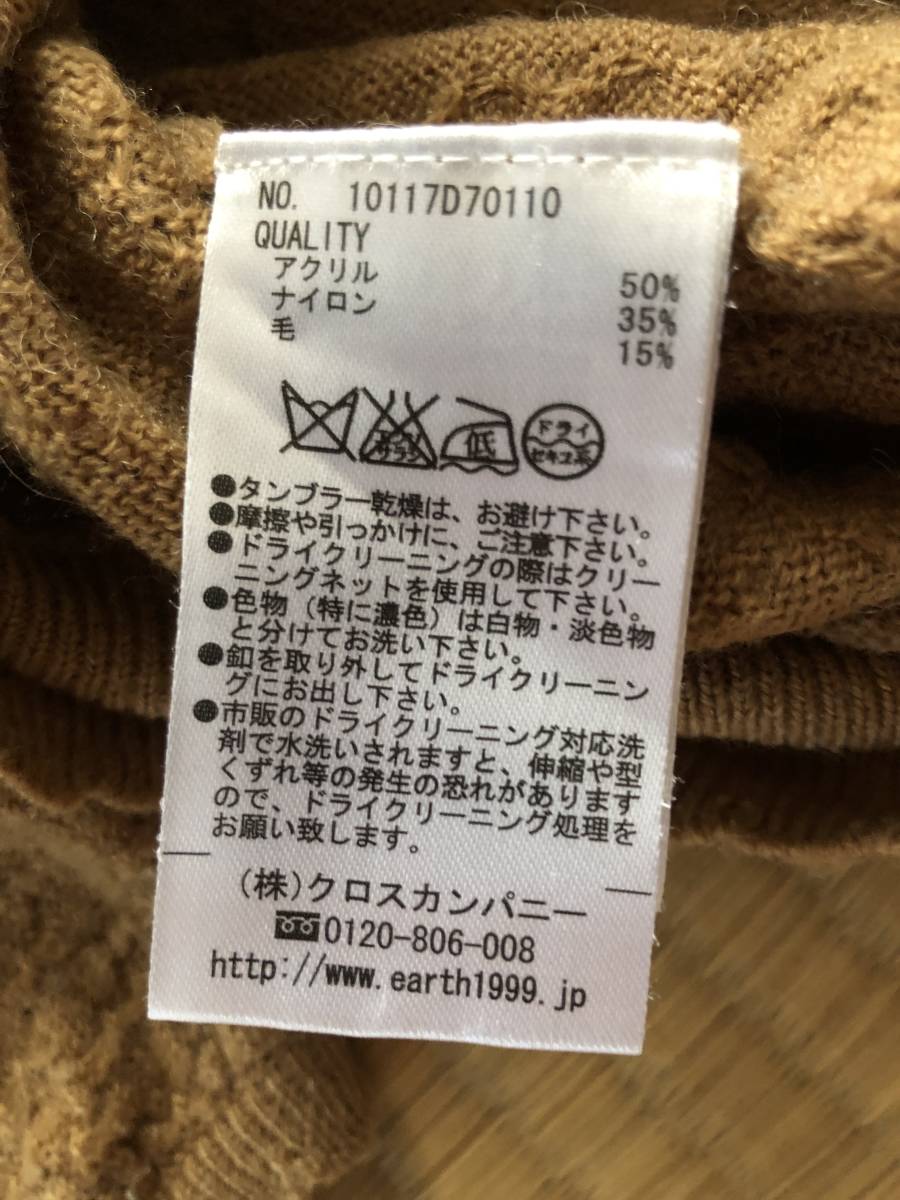 NO. 10117D70110
QUALITY
アクリル 50%
ナイロン 35%
毛 15%
エンソ サラシ 低 ドライ
セキユ系
●タンブラー乾燥は、お避け下さい。
●摩擦や引っかけに、ご注意下さい。
●ドライクリーニングの際はクリー
ニングネットを使用して下さい。
●色物(特に濃色)は白物・淡色物
と分けてお洗い下さい。
●釦を取り外してドライクリーニン
グにお出し下さい。
●市販のドライクリーニング対応洗
剤で水洗いされますと、伸縮や型
くずれ等の発生の恐れがあります
ので、ドライクリーニング処理を
お願い致します。
(株)クロスカンパニー
0120-806-008
http://www.earth1999.jp